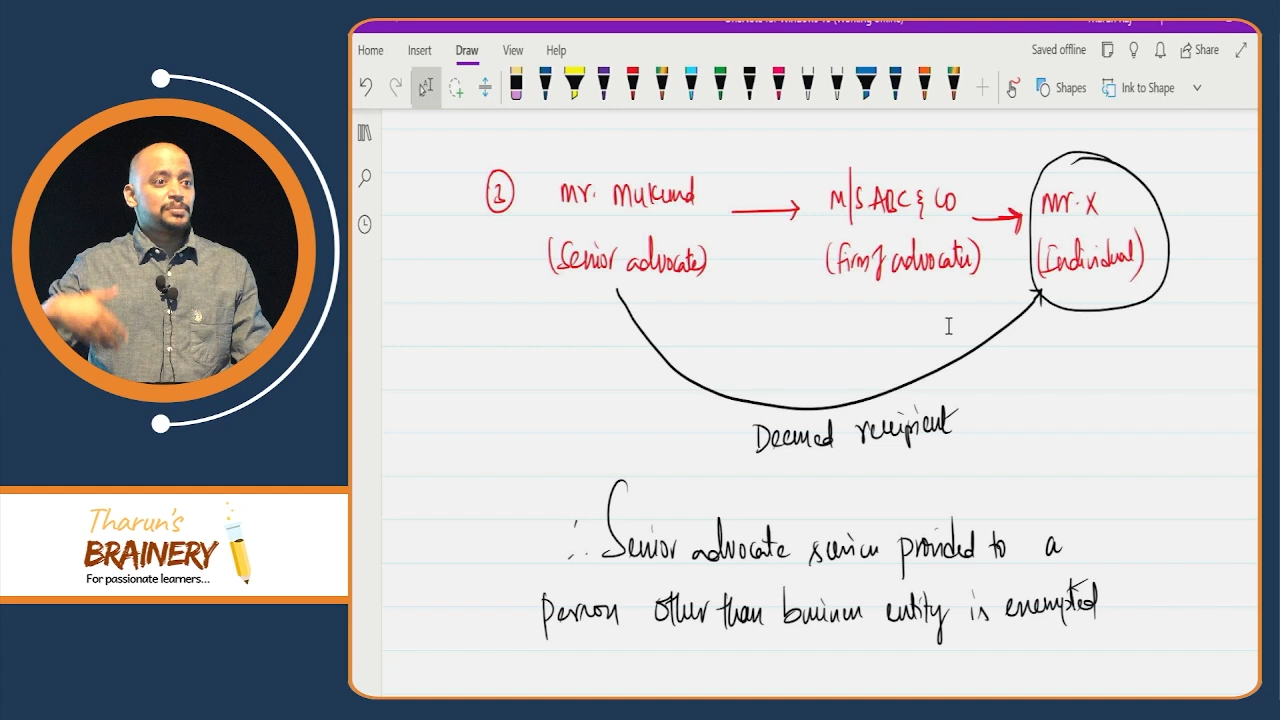 Home Insert Draw View Help Saved offline Share
Shapes Ink to Shape
② Mr. Mukund → M/S ABC & CO → Mr. X
(Senior advocate) (Firm of advocates) (Individual)
Deemed recipient
∴ Senior advocate service provided to a
person other than business entity is exempted
Tharun's
BRAINERY
For passionate learners...